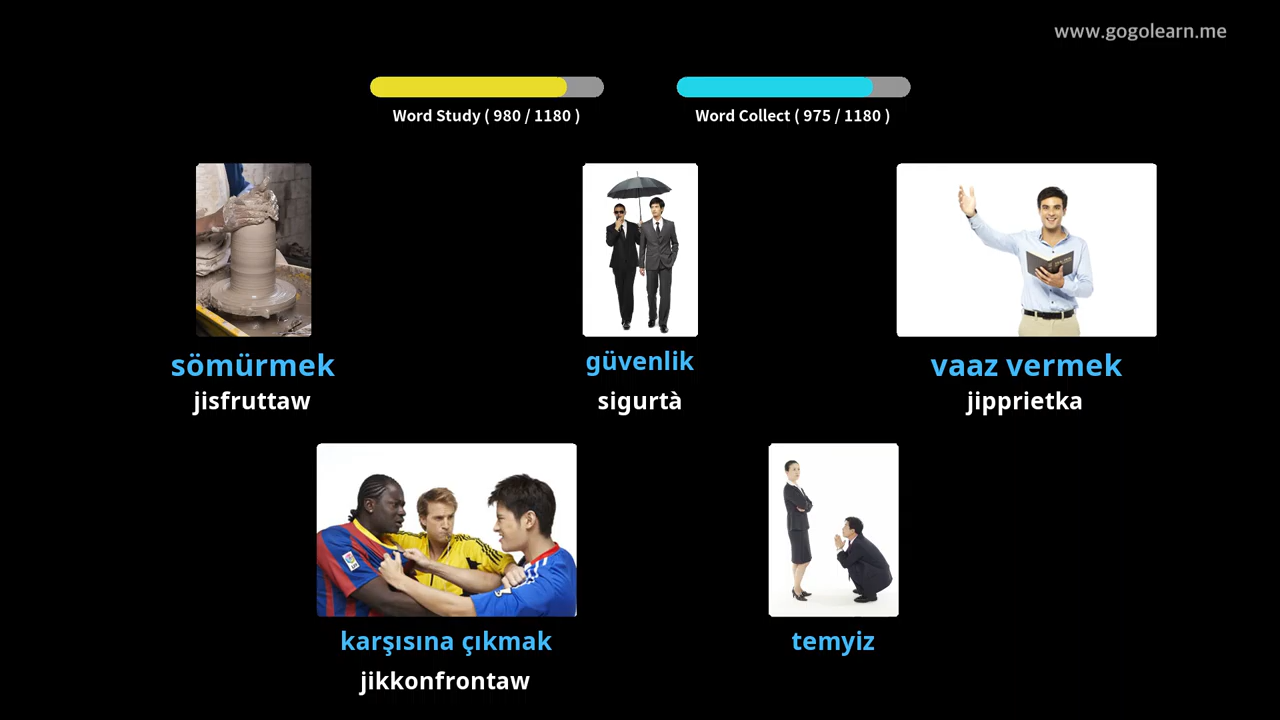 www.gogolearn.me
Word Study ( 980 / 1180 )
Word Collect ( 975 / 1180 )
sömürmek
jisfruttaw
güvenlik
sigurtà
vaaz vermek
jipprietka
karşısına çıkmak
jikkonfrontaw
temyiz